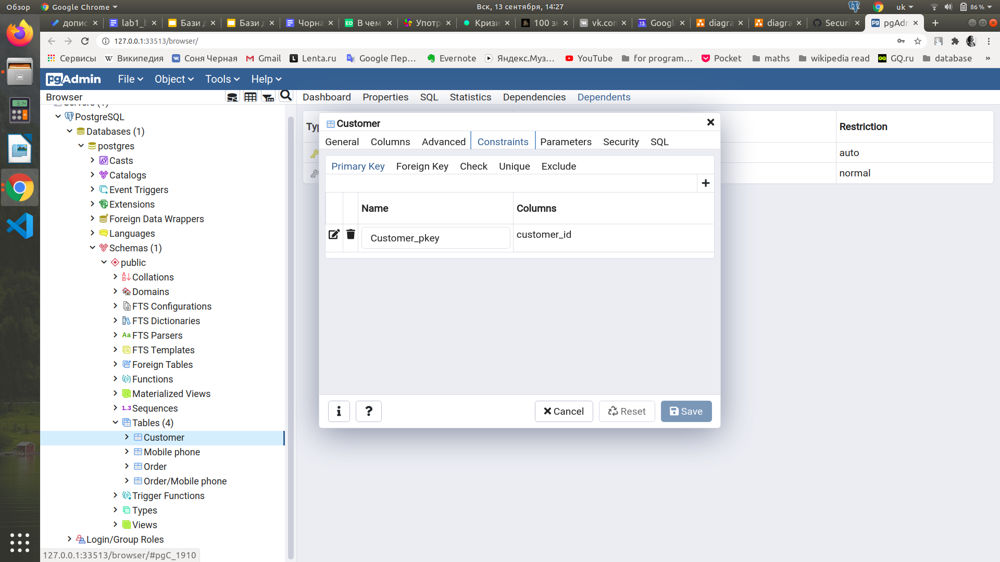 Обзор
Google Chrome
Вск, 13 сентября, 14:27
uk
86 %
допис
lab1_b
Бази д
Бази д
Чорна
В чем
Употр
Кризи
100 зн
vk.com
Googl
diagra
diagra
Securi
pgAdm
127.0.0.1:33513/browser/
Сервисы
Википедия
Соня Черная
Gmail
Lenta.ru
Google Пер...
Evernote
Яндекс.Муз...
YouTube
for program...
Pocket
maths
wikipedia read
GQ.ru
database
»
pgAdmin
File
Object
Tools
Help
Browser
Dashboard
Properties
SQL
Statistics
Dependencies
Dependents
PostgreSQL
Databases (1)
postgres
Casts
Catalogs
Event Triggers
Extensions
Foreign Data Wrappers
Languages
Schemas (1)
public
Collations
Domains
FTS Configurations
FTS Dictionaries
FTS Parsers
FTS Templates
Foreign Tables
Functions
Materialized Views
Sequences
Tables (4)
Customer
Mobile phone
Order
Order/Mobile phone
Trigger Functions
Types
Views
Login/Group Roles
127.0.0.1:33513/browser/#pgC_1910
Restriction
auto
normal
Customer
General
Columns
Advanced
Constraints
Parameters
Security
SQL
Primary Key
Foreign Key
Check
Unique
Exclude
Name
Columns
Customer_pkey
customer_id
Cancel
Reset
Save